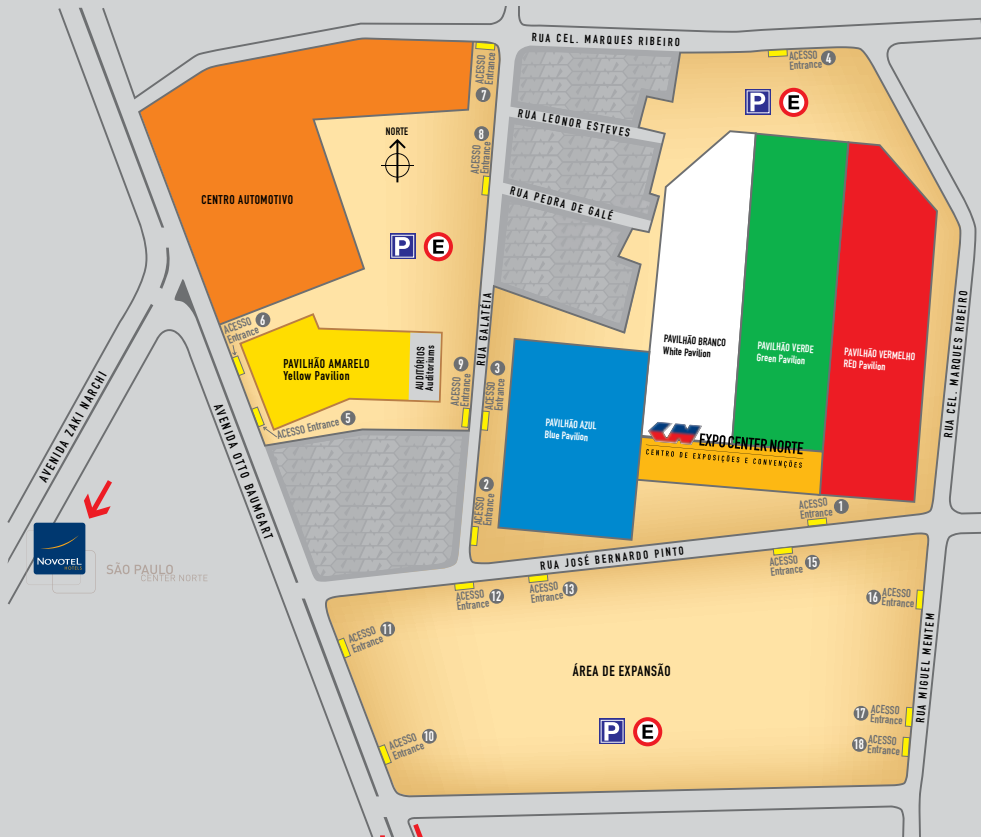 RUA CEL. MARQUES RIBEIRO
ACESSO
Entrance
4
P
E
ACESSO
Entrance
7
8
ACESSO
Entrance
RUA LEONOR ESTEVES
NORTE
RUA PEDRA DE GALÉ
CENTRO AUTOMOTIVO
P
E
RUA GALATÉIA
RUA CEL. MARQUES RIBEIRO
ACESSO
Entrance
6
PAVILHÃO AMARELO
Yellow Pavilion
AUDITÓRIOS
Auditoriums
9
ACESSO
Entrance
3
ACESSO
Entrance
ACESSO Entrance 5
PAVILHÃO BRANCO
White Pavilion
PAVILHÃO VERDE
Green Pavilion
PAVILHÃO VERMELHO
RED Pavilion
PAVILHÃO AZUL
Blue Pavilion
EXPO CENTER NORTE
CENTRO DE EXPOSIÇÕES E CONVENÇÕES
AVENIDA ZAKI NARCHI
AVENIDA OTTO BAUMGART
2
ACESSO
Entrance
ACESSO
Entrance
1
NOVOTEL
HOTELS
SÃO PAULO
CENTER NORTE
RUA JOSÉ BERNARDO PINTO
ACESSO
Entrance
12
ACESSO
Entrance
13
ACESSO
Entrance
15
16
ACESSO
Entrance
ACESSO
Entrance
11
ÁREA DE EXPANSÃO
RUA MIGUEL MENTEM
P
E
17
ACESSO
Entrance
18
ACESSO
Entrance
ACESSO
Entrance
10